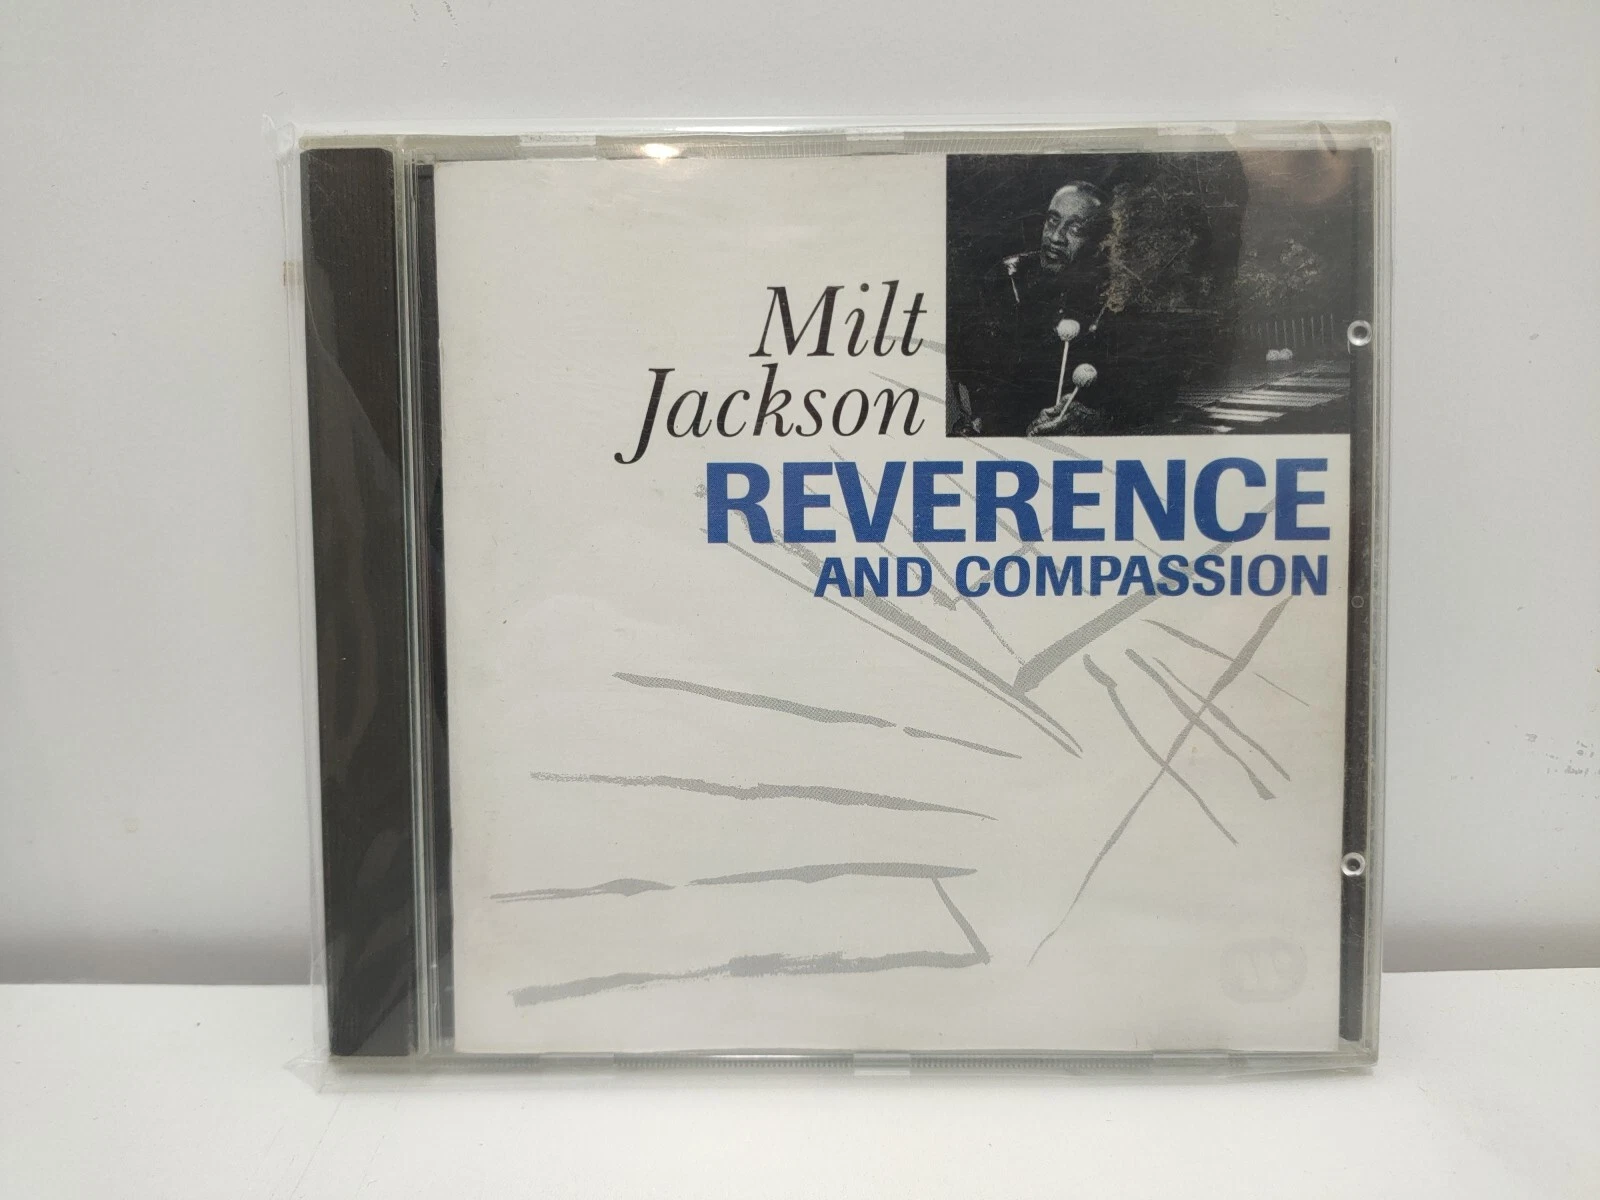 Milt
Jackson
REVERENCE
AND COMPASSION